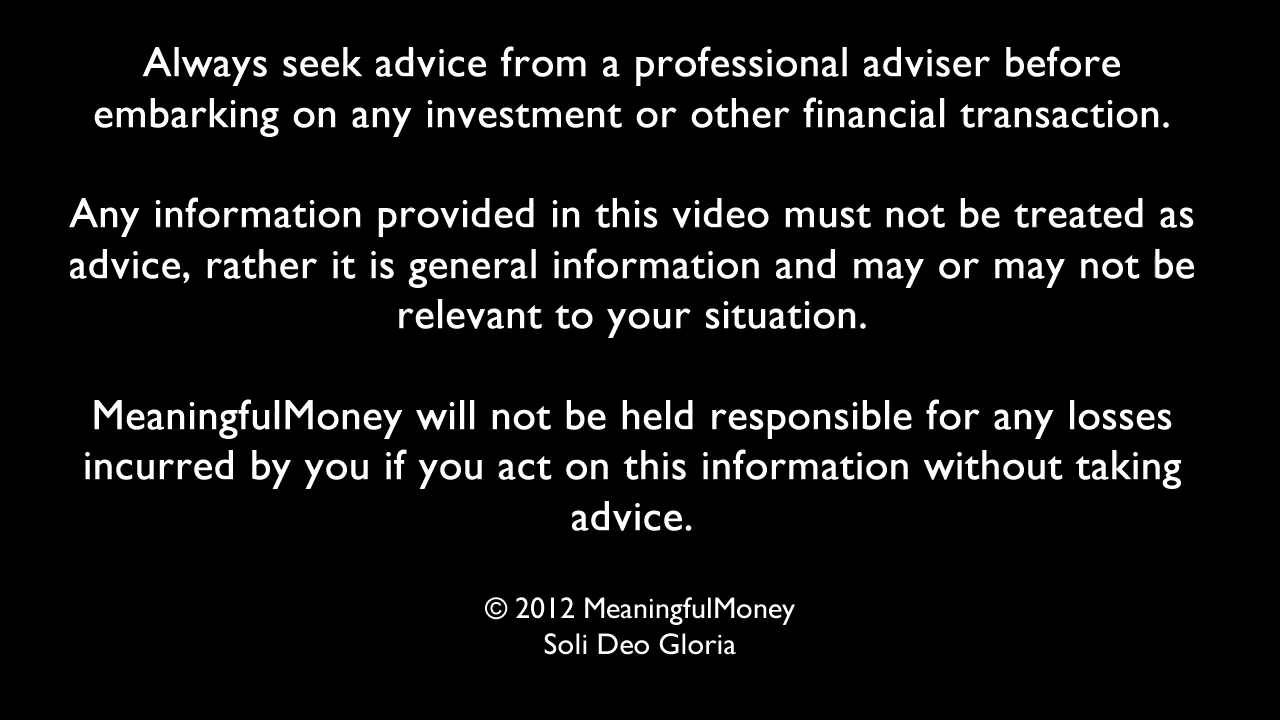 Always seek advice from a professional adviser before
embarking on any investment or other financial transaction.
Any information provided in this video must not be treated as
advice, rather it is general information and may or may not be
relevant to your situation.
MeaningfulMoney will not be held responsible for any losses
incurred by you if you act on this information without taking
advice.
© 2012 MeaningfulMoney
Soli Deo Gloria